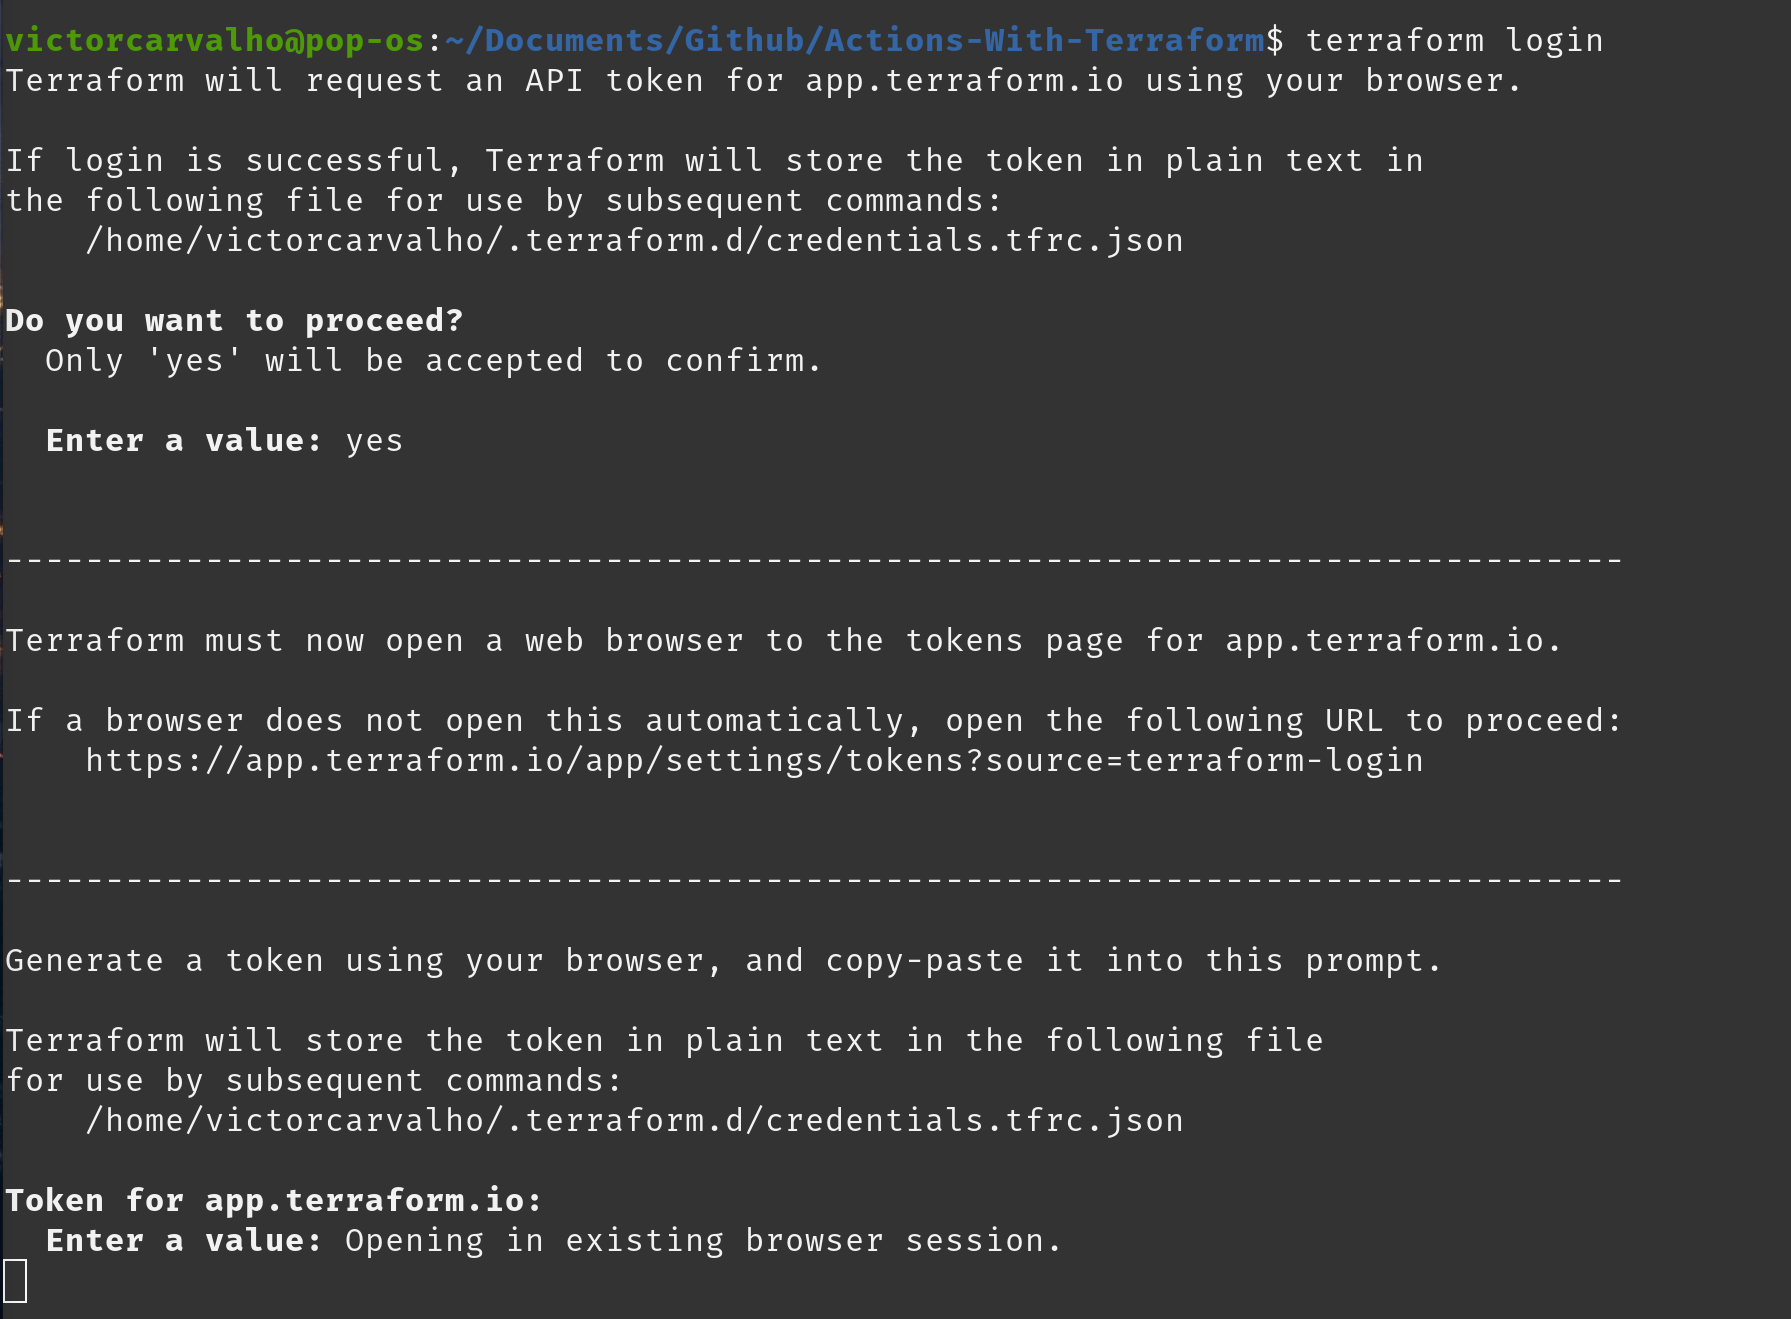 victorcarvalho@pop-os:~/Documents/Github/Actions-With-Terraform$ terraform login
Terraform will request an API token for app.terraform.io using your browser.
If login is successful, Terraform will store the token in plain text in
the following file for use by subsequent commands:
/home/victorcarvalho/.terraform.d/credentials.tfrc.json
Do you want to proceed?
Only 'yes' will be accepted to confirm.
Enter a value: yes
---------------------------------------------------------------------------------
Terraform must now open a web browser to the tokens page for app.terraform.io.
If a browser does not open this automatically, open the following URL to proceed:
https://app.terraform.io/app/settings/tokens?source=terraform-login
---------------------------------------------------------------------------------
Generate a token using your browser, and copy-paste it into this prompt.
Terraform will store the token in plain text in the following file
for use by subsequent commands:
/home/victorcarvalho/.terraform.d/credentials.tfrc.json
Token for app.terraform.io:
Enter a value: Opening in existing browser session.